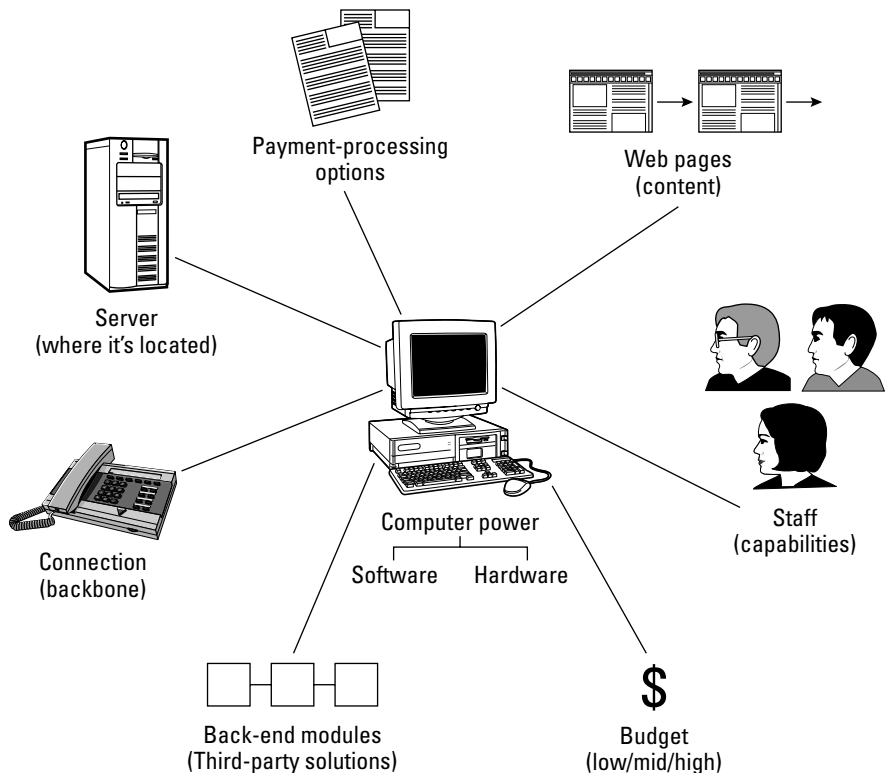 Payment-processing
options
Web pages
(content)
Server
(where it's located)
Computer power
Software Hardware
Staff
(capabilities)
Connection
(backbone)
Back-end modules
(Third-party solutions)
$
Budget
(low/mid/high)